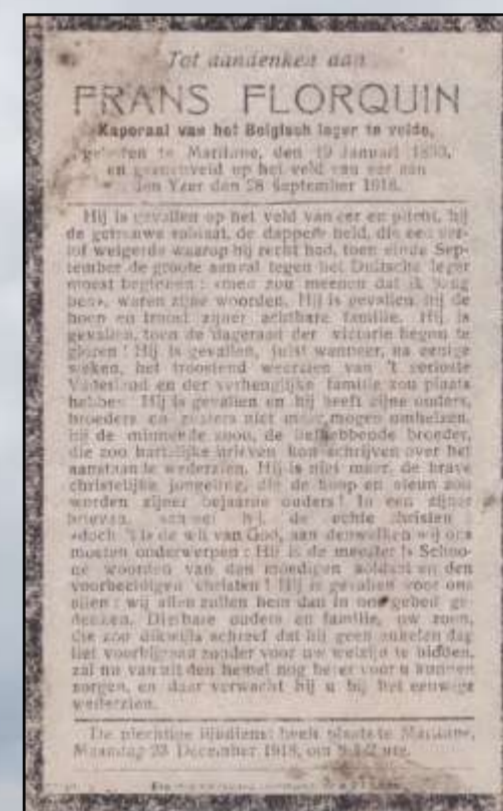 Tot aandenken aan
FRANS FLORQUIN
Kaporaal van het Belgisch leger te velde,
geboren te Marilane, den 19 Januari
en gesneuveld op het veld van eer aan
den Yzer den 28 September 1918.
Hij is gevallen op het veld van eer en plicht, hij
de getrouwe soldaat, de dappere held, die een ver-
lof weigerde waarop hij recht had, toen einde Sep-
tember de groote aanval tegen het Duitsche leger
moest beginnen : «men zou meenen dat ik bang
ben», waren zijne woorden. Hij is gevallen, hij de
hoop en troost zijner achtbare familie. Hij is
gevallen, toen de dageraad der victorie begon te
gloren ! Hij is gevallen, juist wanneer, na eenige
weken, het troostend weerzien van 't verloste
Vaderland en der verhenglijke familie zou plaats
hebben. Hij is gevallen en hij heeft zijne ouders,
broeders en zusters niet meer mogen omhelzen,
hij de minnende zoon, de liefhebbende broeder,
die zoo hartelijke brieven kon schrijven over het
aanstaande wederzien. Hij is niet meer, de brave
christelijke jongeling, die de hoop en steun zou
worden zijner bejaarde ouders ! In een zijner
brieven, hij, de echte christen
«doch 't is de wil van God, aan denwelken wij ons
moeten onderwerpen : Hij is de meester !» Schoo-
ne woorden van den moedigen soldaat en den
voorbeeldigen christen ! Hij is gevallen voor ons
allen : wij allen zullen hem dan in ons gebed ge-
denken. Dierbare ouders en familie, uw zoon,
die zoo dikwijls schreef dat hij geen enkelen dag
liet voorbijgaan zonder voor uw welzijn te bidden,
zal nu van uit den hemel nog beter voor u kunnen
zorgen, en daar verwacht hij u bij het eeuwige
wederzien.
De plechtige lijkdienst heeft plaats te Marilane,
Maandag 23 December 1918, om 9 1/2 ure.